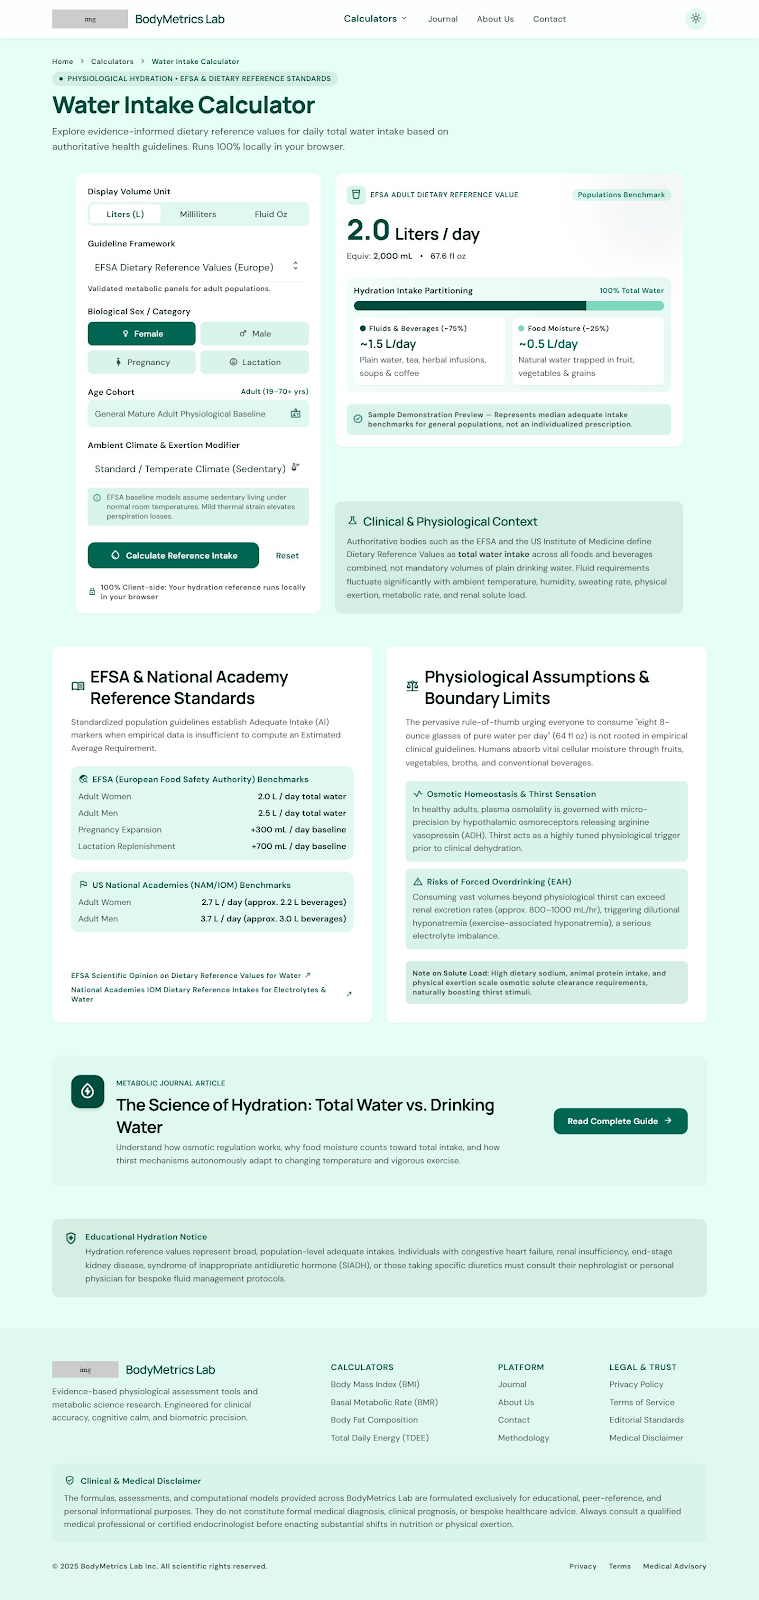 img BodyMetrics Lab Calculators Journal About Us Contact
Home > Calculators > Water Intake Calculator
• PHYSIOLOGICAL HYDRATION • EFSA & DIETARY REFERENCE STANDARDS
Water Intake Calculator
Explore evidence-informed dietary reference values for daily total water intake based on
authoritative health guidelines. Runs 100% locally in your browser.
Display Volume Unit
Liters (L) Milliliters Fluid Oz
Guideline Framework
EFSA Dietary Reference Values (Europe)
Validated metabolic panels for adult populations.
Biological Sex / Category
Female Male
Pregnancy Lactation
Age Cohort Adult (19–70+ yrs)
General Mature Adult Physiological Baseline
Ambient Climate & Exertion Modifier
Standard / Temperate Climate (Sedentary)
EFSA baseline models assume sedentary living under
normal room temperatures. Mild thermal strain elevates
perspiration losses.
Calculate Reference Intake Reset
100% Client-side: Your hydration reference runs locally
in your browser
EFSA ADULT DIETARY REFERENCE VALUE Populations Benchmark
2.0 Liters / day
Equiv: 2,000 mL • 67.6 fl oz
Hydration Intake Partitioning 100% Total Water
Fluids & Beverages (~75%)
~1.5 L/day
Plain water, tea, herbal infusions,
soups & coffee
Food Moisture (~25%)
~0.5 L/day
Natural water trapped in fruit,
vegetables & grains
Sample Demonstration Preview — Represents median adequate intake
benchmarks for general populations, not an individualized prescription.
Clinical & Physiological Context
Authoritative bodies such as the EFSA and the US Institute of Medicine define
Dietary Reference Values as total water intake across all foods and beverages
combined, not mandatory volumes of plain drinking water. Fluid requirements
fluctuate significantly with ambient temperature, humidity, sweating rate, physical
exertion, metabolic rate, and renal solute load.
EFSA & National Academy
Reference Standards
Standardized population guidelines establish Adequate Intake (AI)
markers when empirical data is insufficient to compute an Estimated
Average Requirement.
EFSA (European Food Safety Authority) Benchmarks
Adult Women 2.0 L / day total water
Adult Men 2.5 L / day total water
Pregnancy Expansion +300 mL / day baseline
Lactation Replenishment +700 mL / day baseline
US National Academies (NAM/IOM) Benchmarks
Adult Women 2.7 L / day (approx. 2.2 L beverages)
Adult Men 3.7 L / day (approx. 3.0 L beverages)
EFSA Scientific Opinion on Dietary Reference Values for Water ↗
National Academies IOM Dietary Reference Intakes for Electrolytes &
Water ↗
Physiological Assumptions &
Boundary Limits
The pervasive rule-of-thumb urging everyone to consume "eight 8-
ounce glasses of pure water per day" (64 fl oz) is not rooted in empirical
clinical guidelines. Humans absorb vital cellular moisture through fruits,
vegetables, broths, and conventional beverages.
Osmotic Homeostasis & Thirst Sensation
In healthy adults, plasma osmolality is governed with micro-
precision by hypothalamic osmoreceptors releasing arginine
vasopressin (ADH). Thirst acts as a highly tuned physiological trigger
prior to clinical dehydration.
Risks of Forced Overdrinking (EAH)
Consuming vast volumes beyond physiological thirst can exceed
renal excretion rates (approx. 800–1000 mL/hr), triggering dilutional
hyponatremia (exercise-associated hyponatremia), a serious
electrolyte imbalance.
Note on Solute Load: High dietary sodium, animal protein intake, and
physical exertion scale osmotic solute clearance requirements,
naturally boosting thirst stimuli.
METABOLIC JOURNAL ARTICLE
The Science of Hydration: Total Water vs. Drinking
Water
Understand how osmotic regulation works, why food moisture counts toward total intake, and how
thirst mechanisms autonomously adapt to changing temperature and vigorous exercise.
Read Complete Guide →
Educational Hydration Notice
Hydration reference values represent broad, population-level adequate intakes. Individuals with congestive heart failure, renal insufficiency, end-stage
kidney disease, syndrome of inappropriate antidiuretic hormone (SIADH), or those taking specific diuretics must consult their nephrologist or personal
physician for bespoke fluid management protocols.
img BodyMetrics Lab
Evidence-based physiological assessment tools and
metabolic science research. Engineered for clinical
accuracy, cognitive calm, and biometric precision.
CALCULATORS
Body Mass Index (BMI)
Basal Metabolic Rate (BMR)
Body Fat Composition
Total Daily Energy (TDEE)
PLATFORM
Journal
About Us
Contact
Methodology
LEGAL & TRUST
Privacy Policy
Terms of Service
Editorial Standards
Medical Disclaimer
Clinical & Medical Disclaimer
The formulas, assessments, and computational models provided across BodyMetrics Lab are formulated exclusively for educational, peer-reference, and
personal informational purposes. They do not constitute formal medical diagnosis, clinical prognosis, or bespoke healthcare advice. Always consult a qualified
medical professional or certified endocrinologist before enacting substantial shifts in nutrition or physical exertion.
© 2025 BodyMetrics Lab Inc. All scientific rights reserved. Privacy Terms Medical Advisory